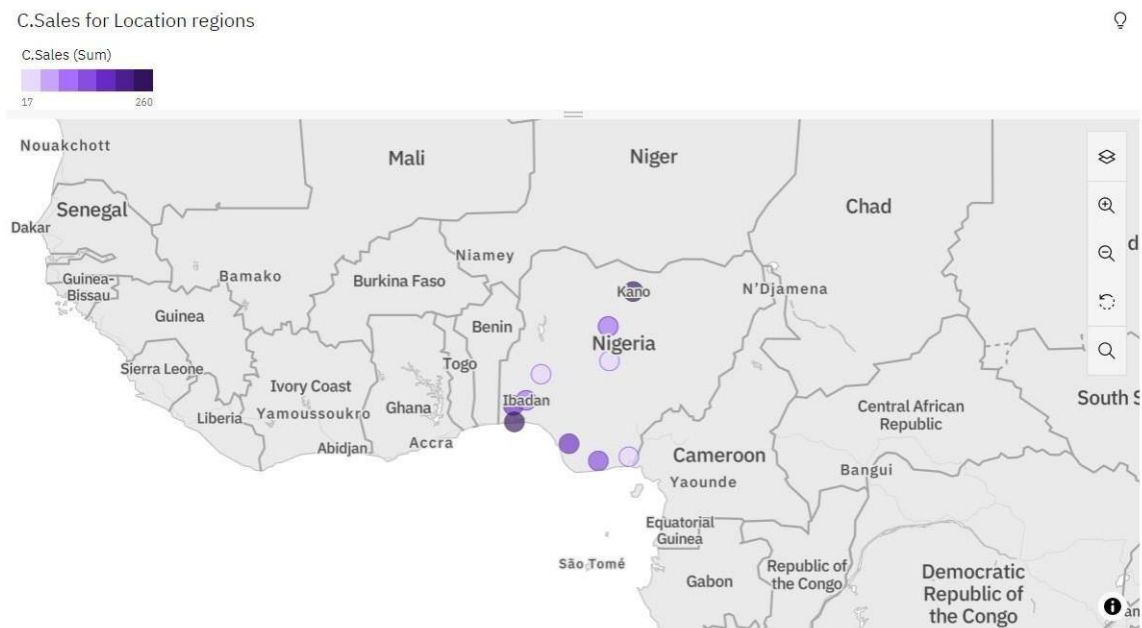 C.Sales for Location regions
C.Sales (Sum)
17
260
Nouakchott
Mali
Niger
Chad
Senegal
Dakar
d
Niamey
Bamako
Burkina Faso
Guinea-
Bissau
Kano
N'Djamena
Guinea
Benin
Nigeria
Togo
Sierra Leone
Ivory Coast
Ibadan
South S
Liberia
Yamoussoukro
Ghana
Central African
Republic
Abidjan
Accra
Cameroon
Bangui
Yaounde
Equatorial
Guinea
São Tomé
Republic of
the Congo
Gabon
Democratic
Republic of
the Congo
an